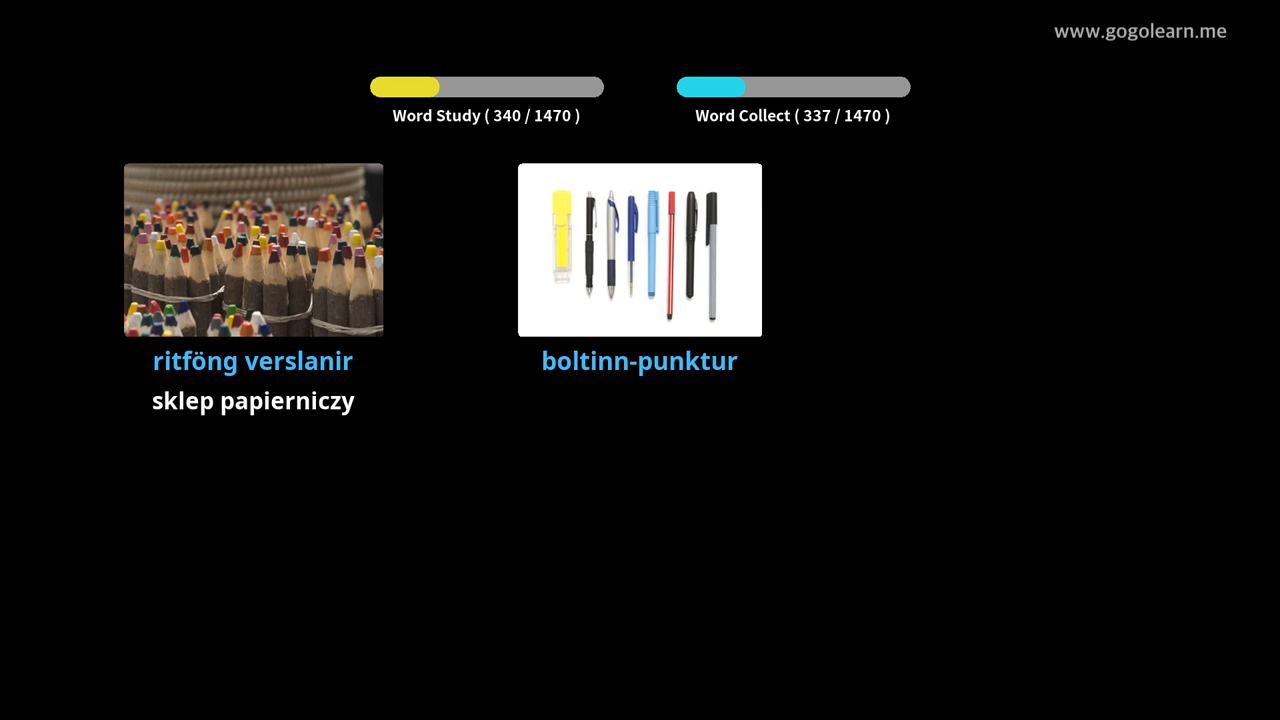 www.gogolearn.me
Word Study ( 340 / 1470 )
Word Collect ( 337 / 1470 )
ritföng verslanir
sklep papierniczy
boltinn-punktur